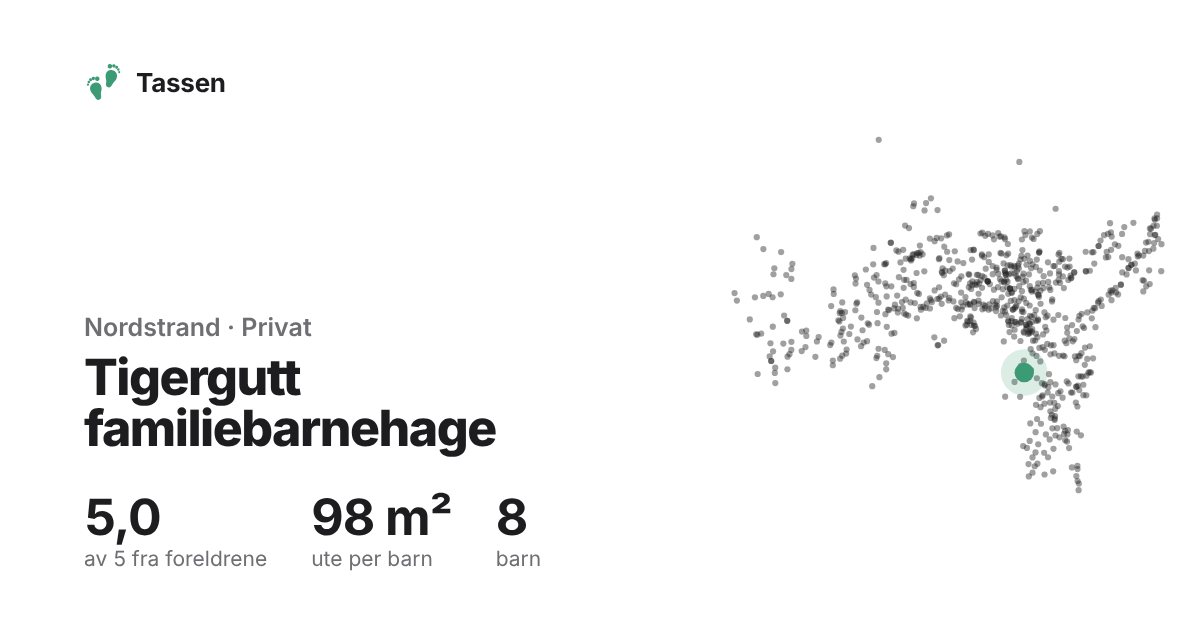 Tassen
Nordstrand · Privat
Tigergutt
familiebarnehage
5,0
av 5 fra foreldrene
98 m²
ute per barn
8
barn